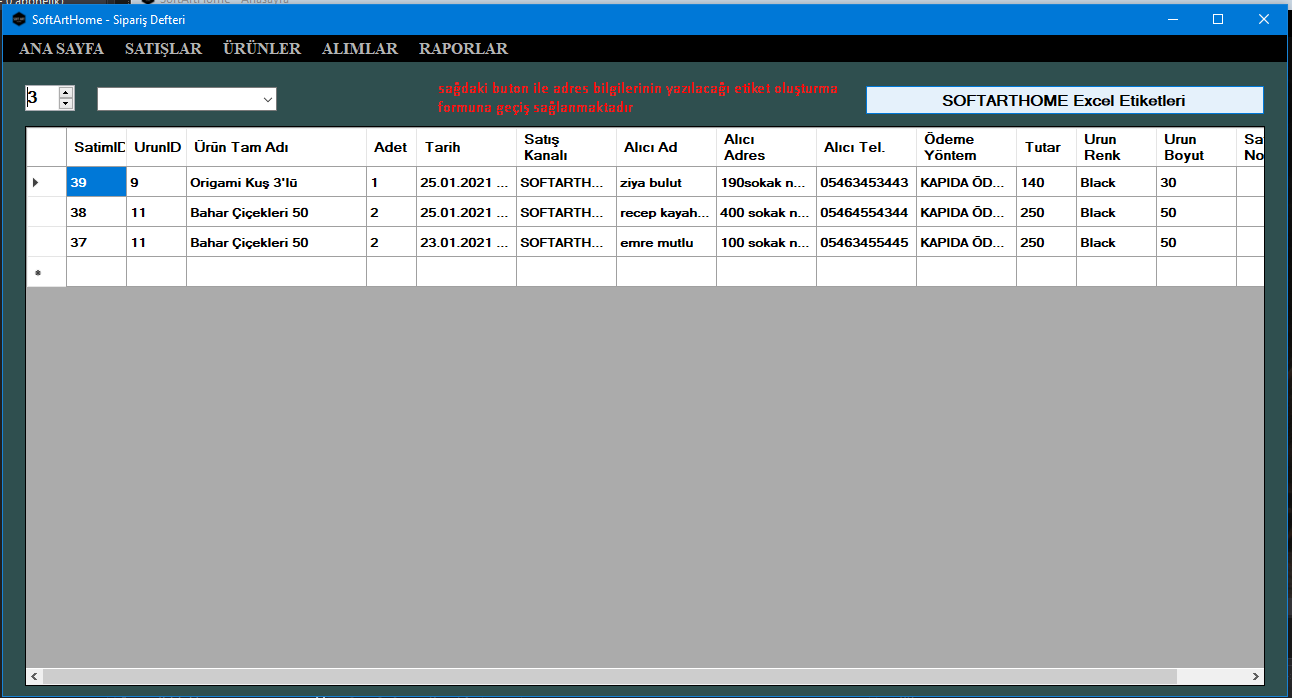 SoftArtHome - Sipariş Defteri
ANA SAYFA SATIŞLAR ÜRÜNLER ALIMLAR RAPORLAR
3
sağdaki buton ile adres bilgilerinin yazılacağı etiket oluşturma
formuna geçiş sağlanmaktadır
SOFTARTHOME Excel Etiketleri
SatimID UrunID Ürün Tam Adı Adet Tarih Satış Kanalı Alıcı Ad Alıcı Adres Alıcı Tel. Ödeme Yöntem Tutar Urun Renk Urun Boyut Sa No
39 9 Origami Kuş 3'lü 1 25.01.2021 ... SOFTARTH... ziya bulut 190sokak n... 05463453443 KAPIDA ÖD... 140 Black 30
38 11 Bahar Çiçekleri 50 2 25.01.2021 ... SOFTARTH... recep kayah... 400 sokak n... 05464554344 KAPIDA ÖD... 250 Black 50
37 11 Bahar Çiçekleri 50 2 23.01.2021 ... SOFTARTH... emre mutlu 100 sokak n... 05463455445 KAPIDA ÖD... 250 Black 50